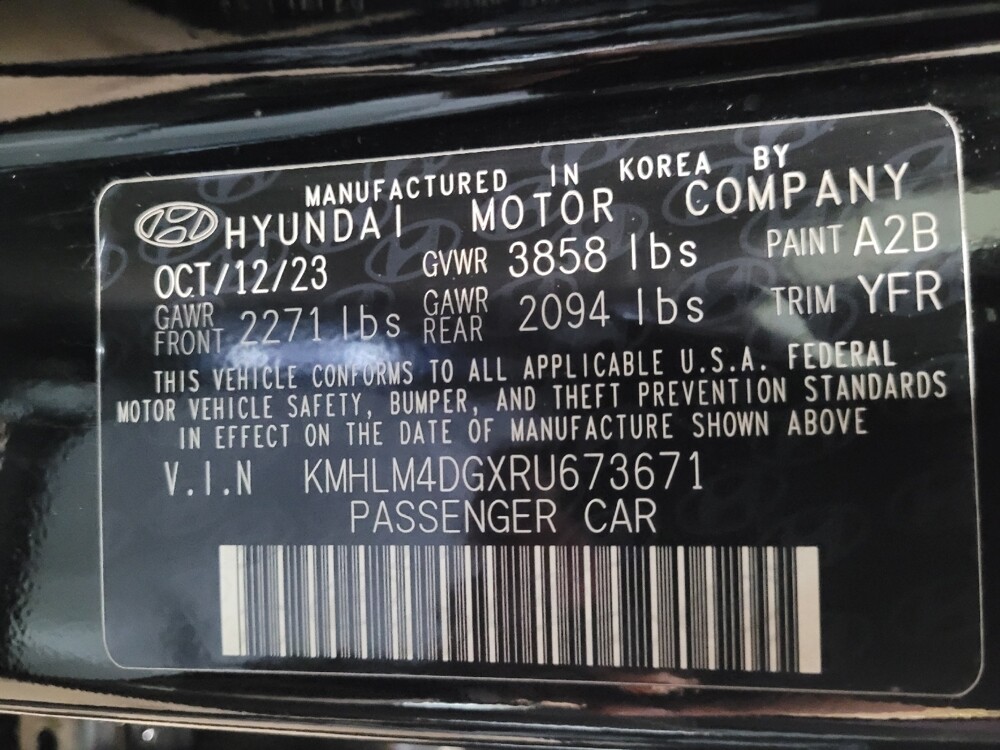 MANUFACTURED IN KOREA BY
HYUNDAI MOTOR COMPANY
OCT/12/23 GVWR 3858 lbs PAINT A2B
GAWR FRONT 2271 lbs GAWR REAR 2094 lbs TRIM YFR
THIS VEHICLE CONFORMS TO ALL APPLICABLE U.S.A. FEDERAL
MOTOR VEHICLE SAFETY, BUMPER, AND THEFT PREVENTION STANDARDS
IN EFFECT ON THE DATE OF MANUFACTURE SHOWN ABOVE
V.I.N KMHLM4DGXRU673671
PASSENGER CAR